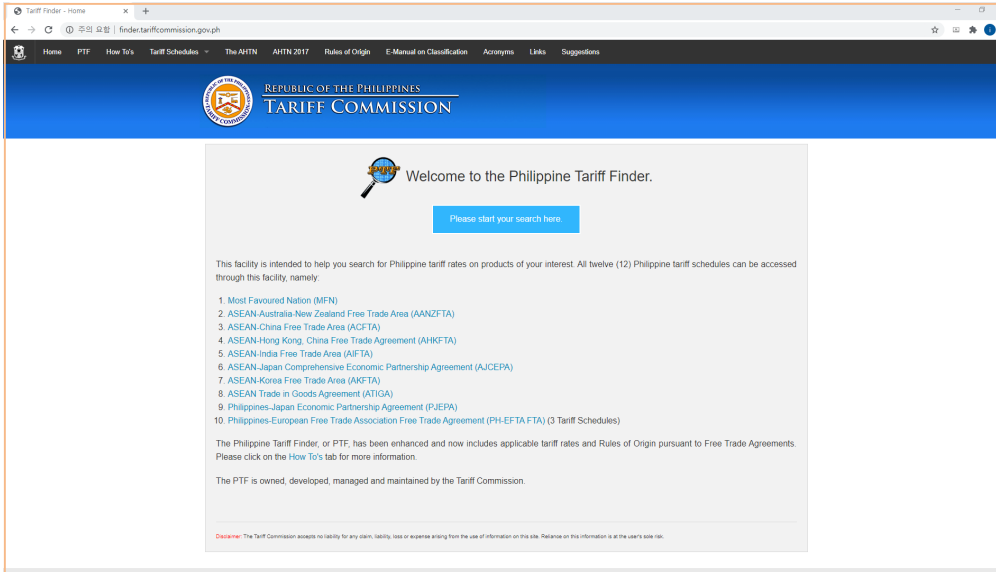 Tariff Finder - Home
주의 요함 | finder.tariffcommission.gov.ph
Home PTF How To's Tariff Schedules The AHTN AHTN 2017 Rules of Origin E-Manual on Classification Acronyms Links Suggestions
REPUBLIC OF THE PHILIPPINES
TARIFF COMMISSION
PTF
Welcome to the Philippine Tariff Finder.
Please start your search here.
This facility is intended to help you search for Philippine tariff rates on products of your interest. All twelve (12) Philippine tariff schedules can be accessed
through this facility, namely:
1. Most Favoured Nation (MFN)
2. ASEAN-Australia-New Zealand Free Trade Area (AANZFTA)
3. ASEAN-China Free Trade Area (ACFTA)
4. ASEAN-Hong Kong, China Free Trade Agreement (AHKFTA)
5. ASEAN-India Free Trade Area (AIFTA)
6. ASEAN-Japan Comprehensive Economic Partnership Agreement (AJCEPA)
7. ASEAN-Korea Free Trade Area (AKFTA)
8. ASEAN Trade in Goods Agreement (ATIGA)
9. Philippines-Japan Economic Partnership Agreement (PJEPA)
10. Philippines-European Free Trade Association Free Trade Agreement (PH-EFTA FTA) (3 Tariff Schedules)
The Philippine Tariff Finder, or PTF, has been enhanced and now includes applicable tariff rates and Rules of Origin pursuant to Free Trade Agreements.
Please click on the How To's tab for more information.
The PTF is owned, developed, managed and maintained by the Tariff Commission.
Disclaimer: The Tariff Commission accepts no liability for any claim, liability, loss or expense arising from the use of information on this site. Reliance on this information is at the user's sole risk.